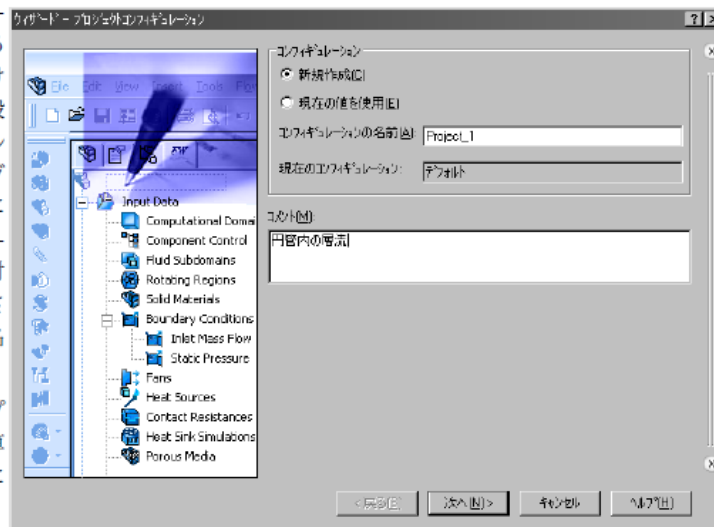 ウィザード - プロジェクトコンフィギュレーション
File Edit View Insert Tools
Input Data
Computational Domai
Component Control
Fluid Subdomains
Rotating Regions
Solid Materials
Boundary Conditions
Inlet Mass Flow
Static Pressure
Fans
Heat Sources
Contact Resistances
Heat Sink Simulations
Porous Media
コンフィギュレーション
新規作成(C)
現在の値を使用(E)
コンフィギュレーションの名前(A): Project_1
現在のコンフィギュレーション: デフォルト
コメント(M):
円管内の層流
< 戻る(B) 次へ(N) > キャンセル ヘルプ(H)